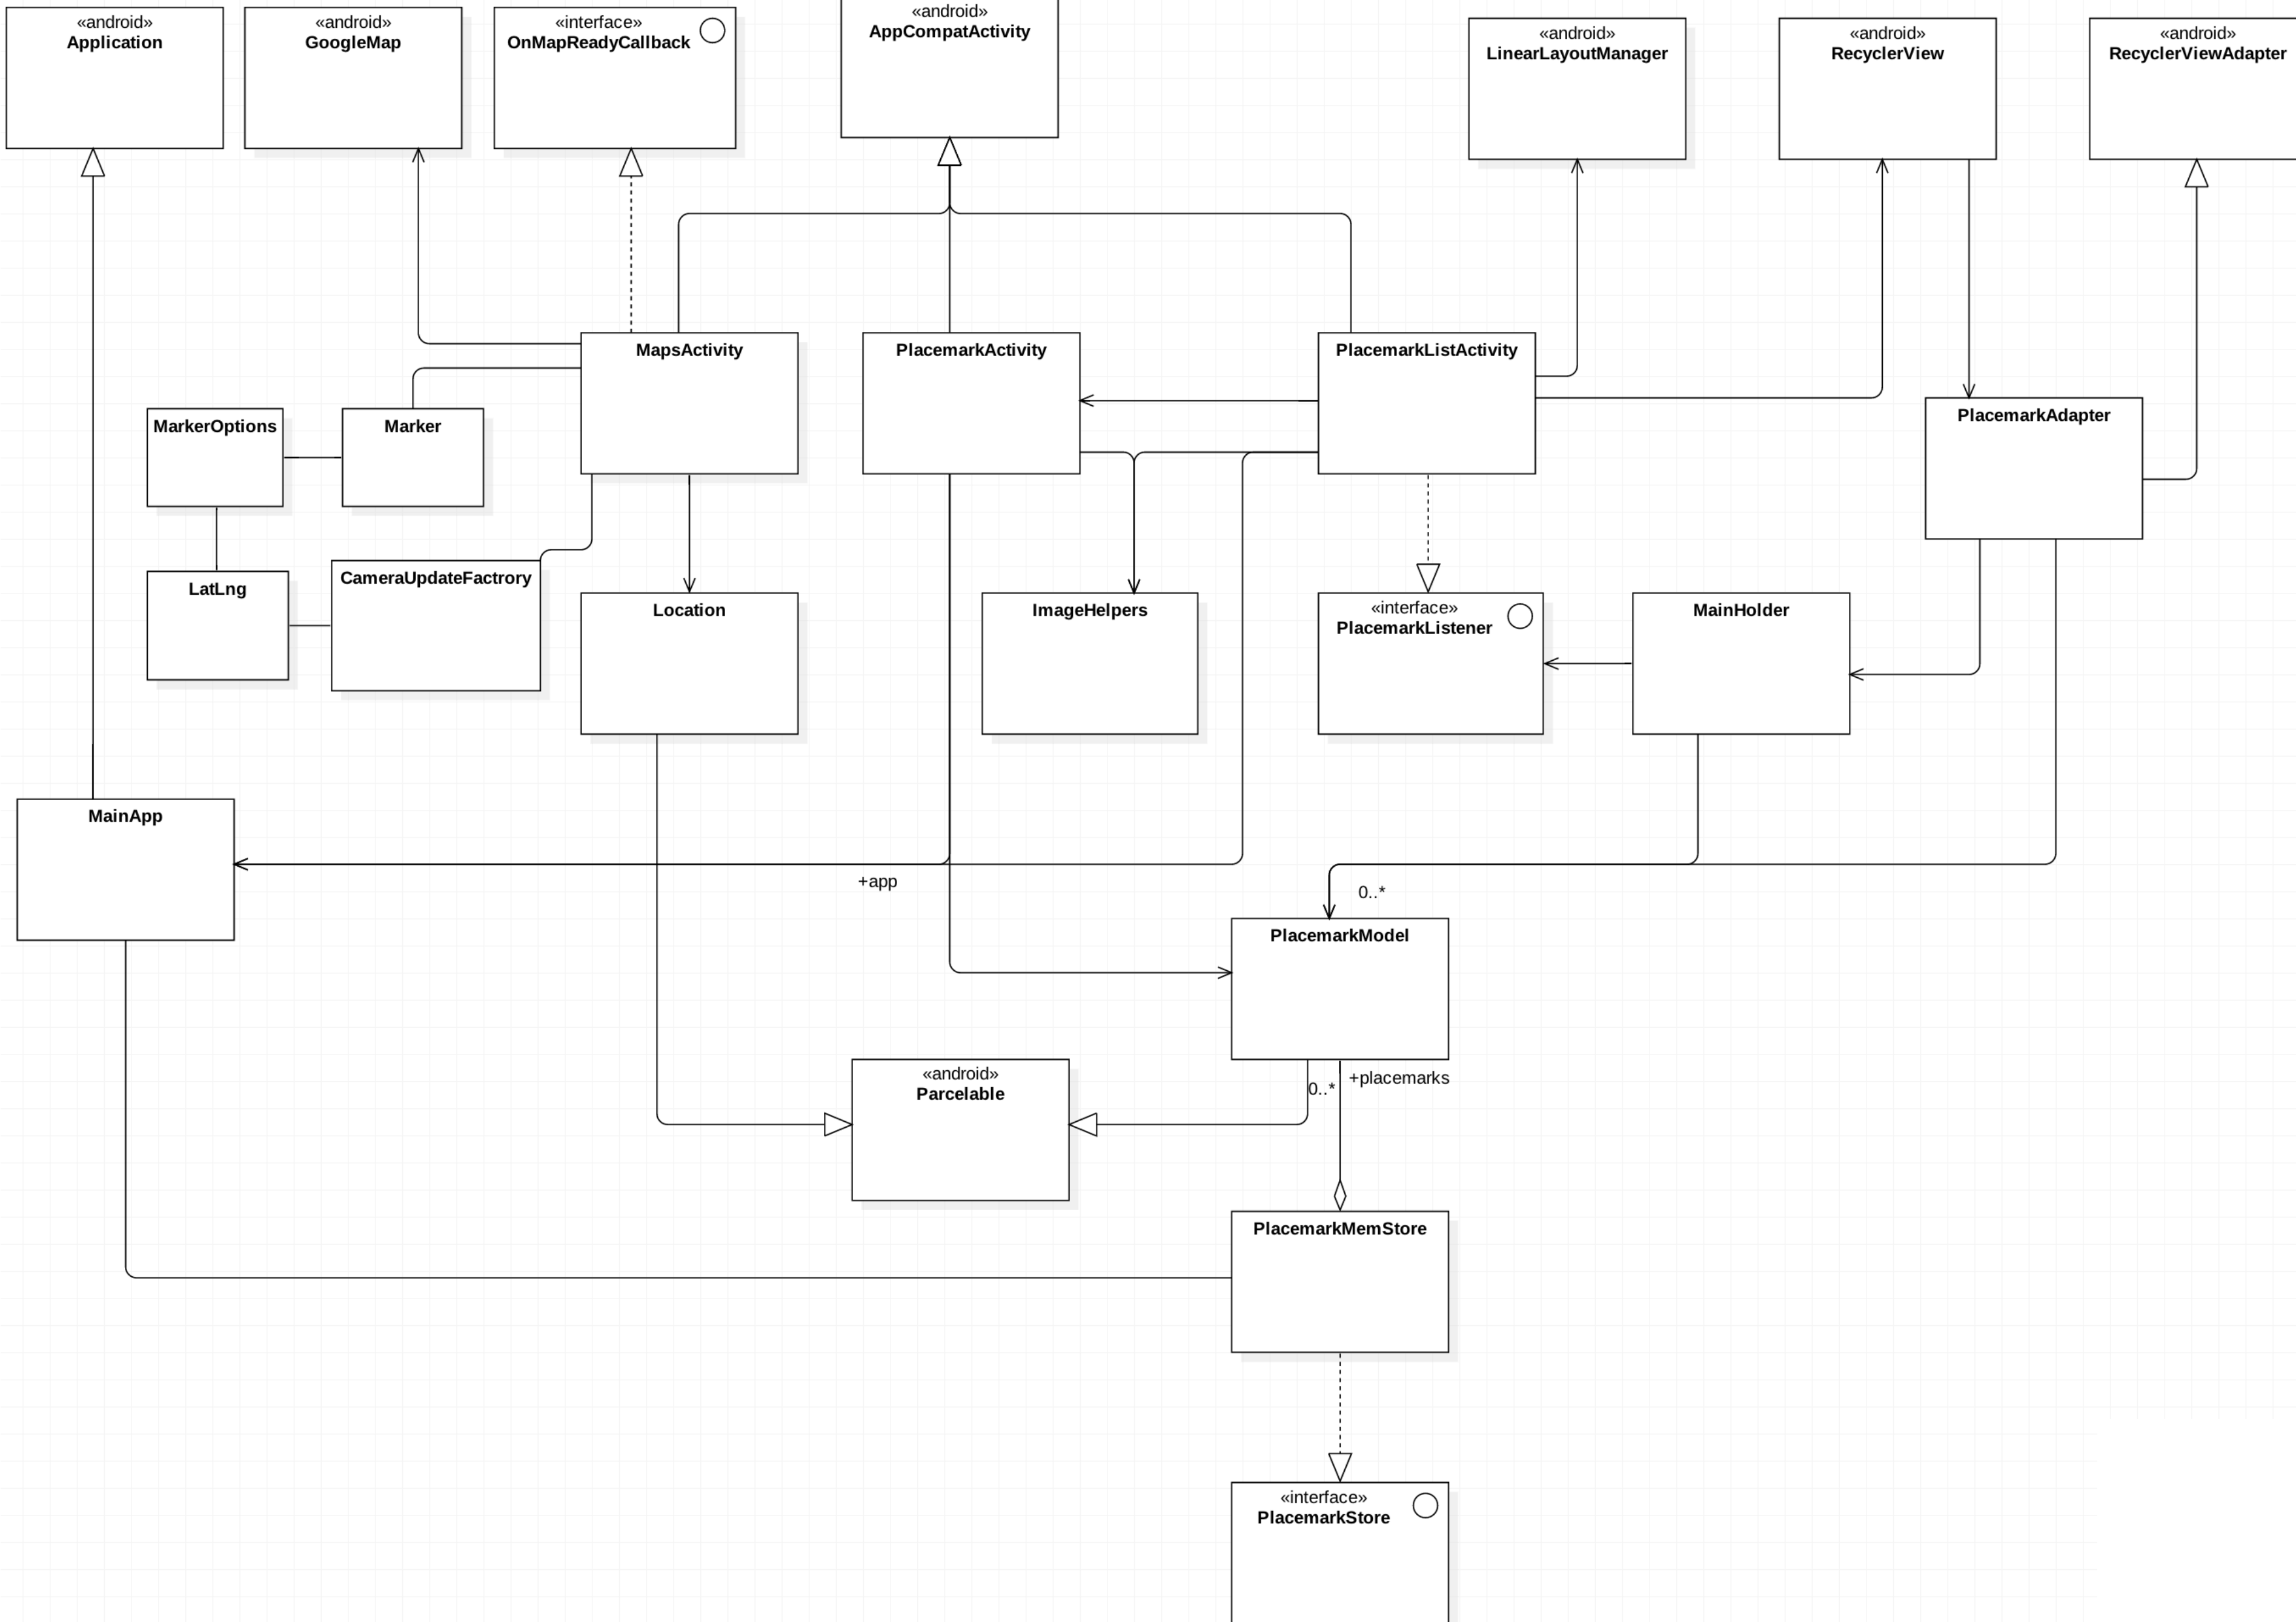 «android»
Application
«android»
GoogleMap
«interface»
OnMapReadyCallback
«android»
AppCompatActivity
«android»
LinearLayoutManager
«android»
RecyclerView
«android»
RecyclerViewAdapter
MapsActivity
PlacemarkActivity
PlacemarkListActivity
MarkerOptions
Marker
PlacemarkAdapter
LatLng
CameraUpdateFactrory
Location
ImageHelpers
«interface»
PlacemarkListener
MainHolder
MainApp
+app
0..*
PlacemarkModel
«android»
Parcelable
0..*
+placemarks
PlacemarkMemStore
«interface»
PlacemarkStore